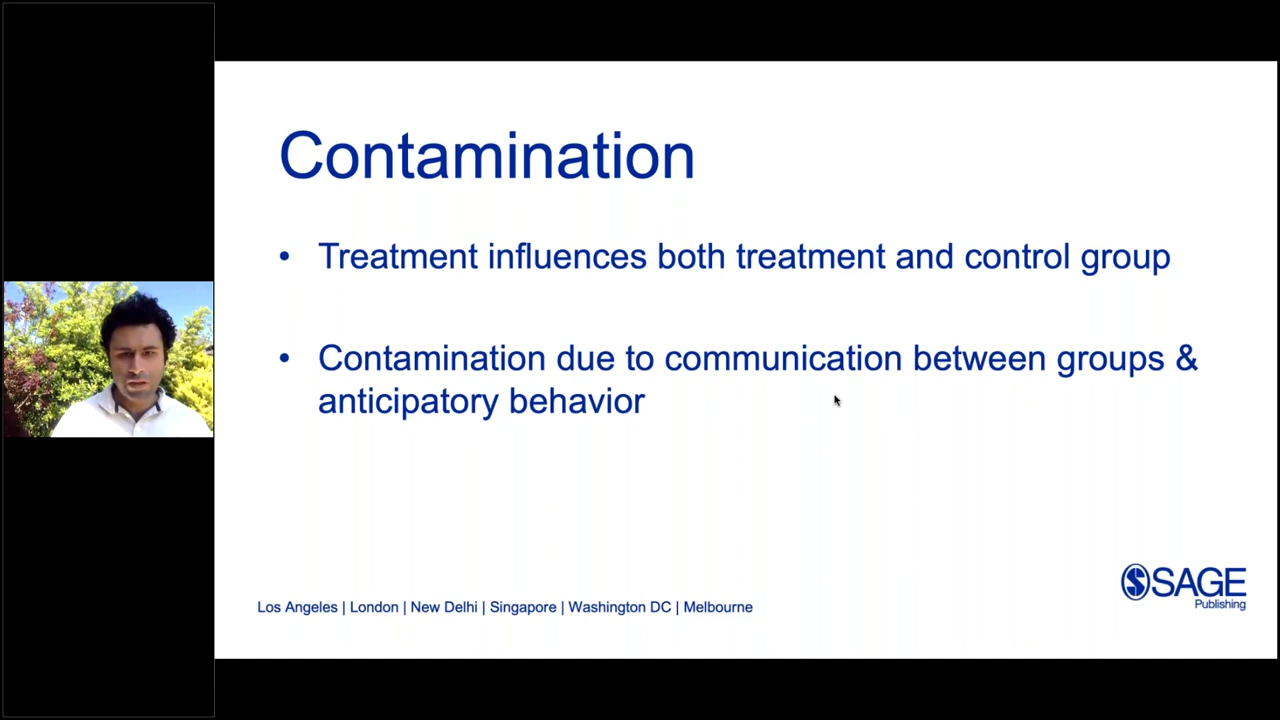 Contamination
• Treatment influences both treatment and control group
• Contamination due to communication between groups &
anticipatory behavior
SAGE
Publishing
Los Angeles | London | New Delhi | Singapore | Washington DC | Melbourne